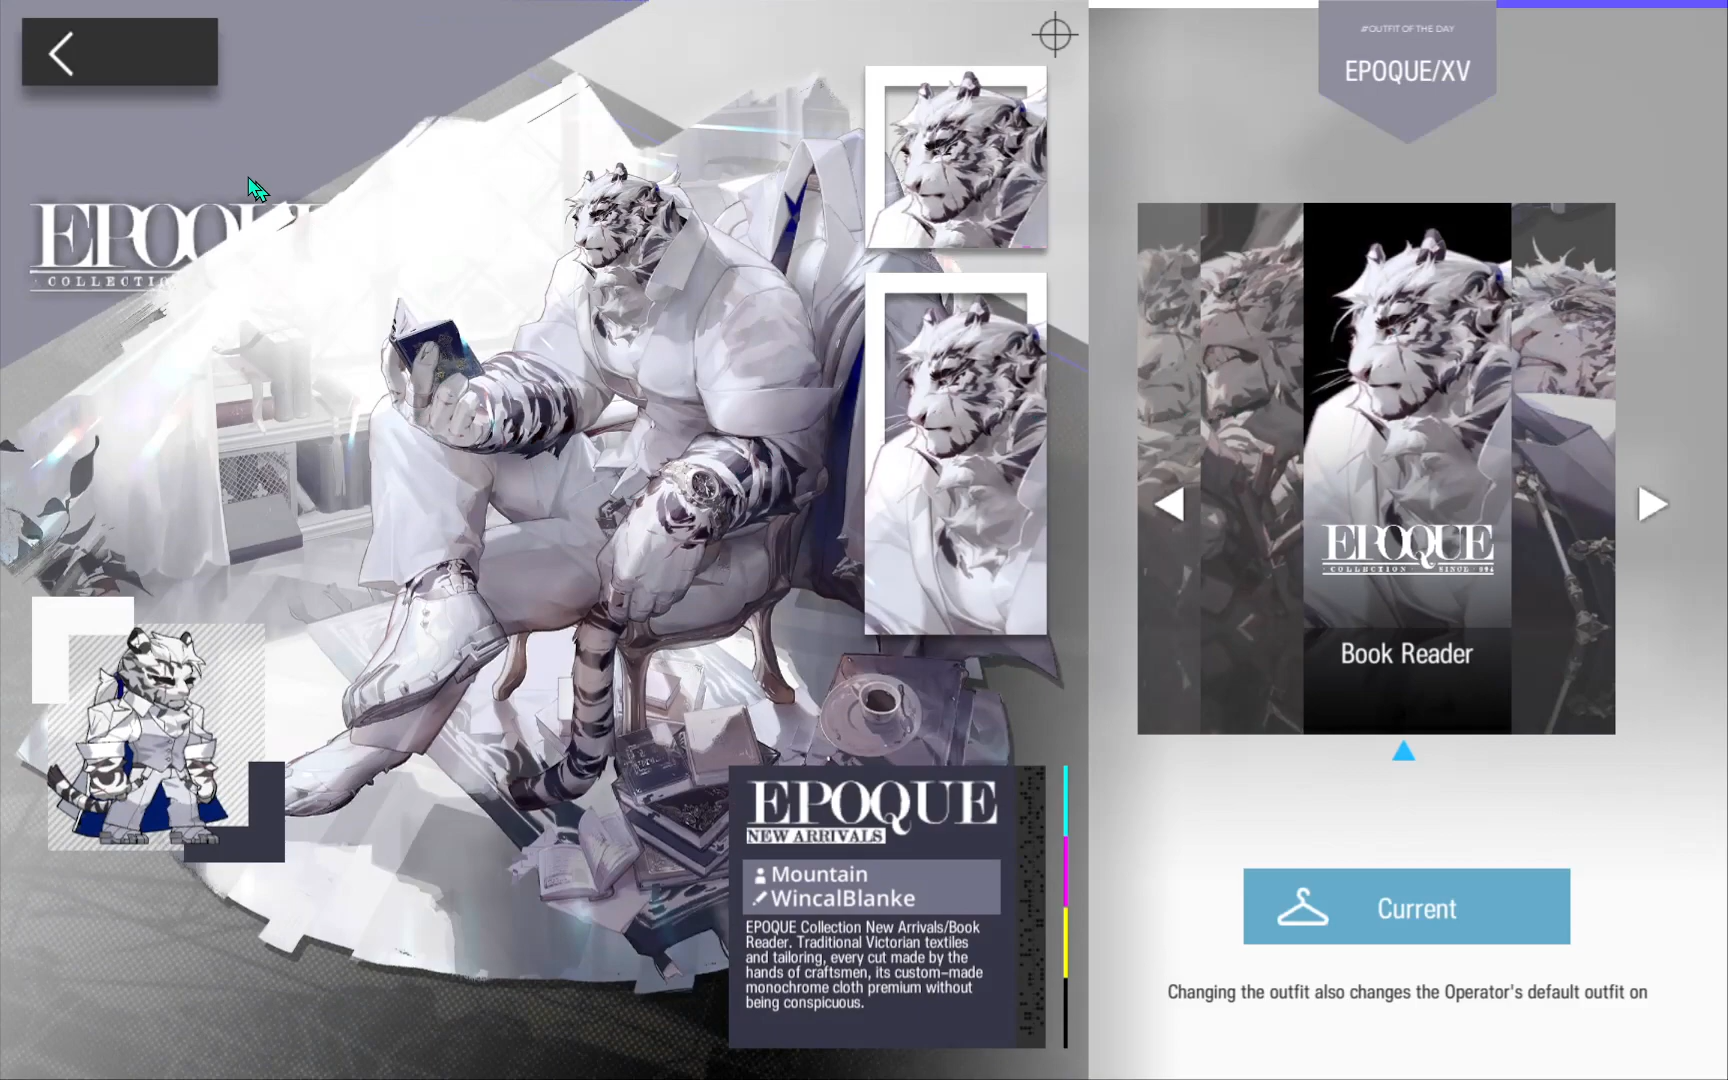 #OUTFIT OF THE DAY
EPOQUE/XV
EPOQUE
COLLECTI
EPOQUE
COLLECTION SINCE · 094
Book Reader
EPOQUE
NEW ARRIVALS
Mountain
WincalBlanke
EPOQUE Collection New Arrivals/Book
Reader. Traditional Victorian textiles
and tailoring, every cut made by the
hands of craftsmen, its custom-made
monochrome cloth premium without
being conspicuous.
Current
Changing the outfit also changes the Operator's default outfit on